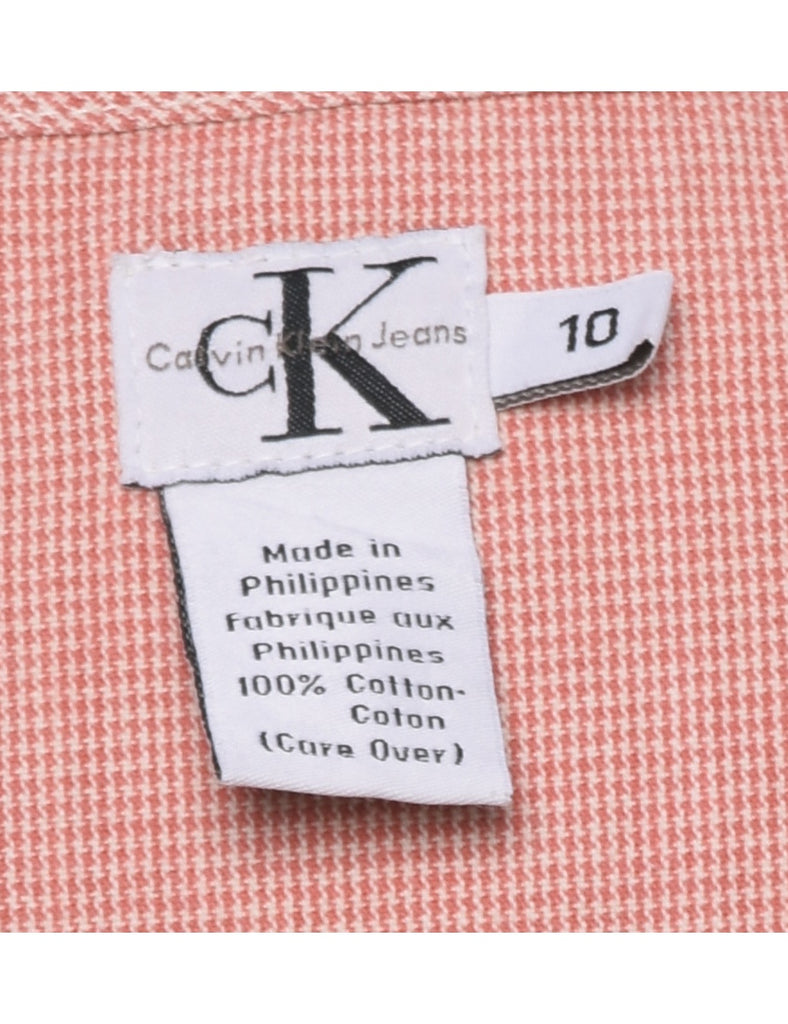 CK
Calvin Klein Jeans
10
Made in
Philippines
Fabrique aux
Philippines
100% Cotton-
Coton
(Care Over)